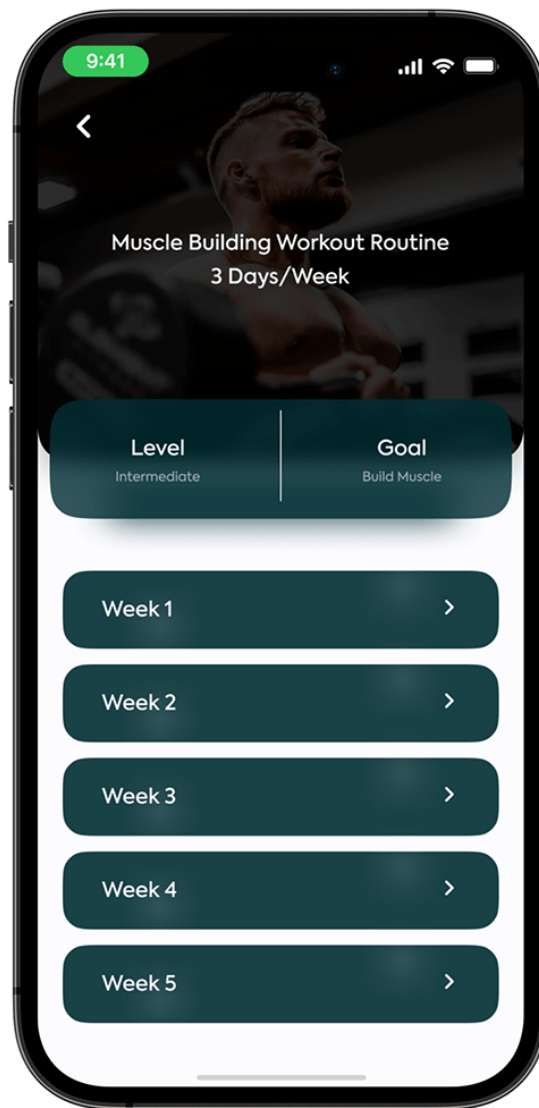 9:41
Muscle Building Workout Routine
3 Days/Week
Level
Intermediate
Goal
Build Muscle
Week 1
Week 2
Week 3
Week 4
Week 5